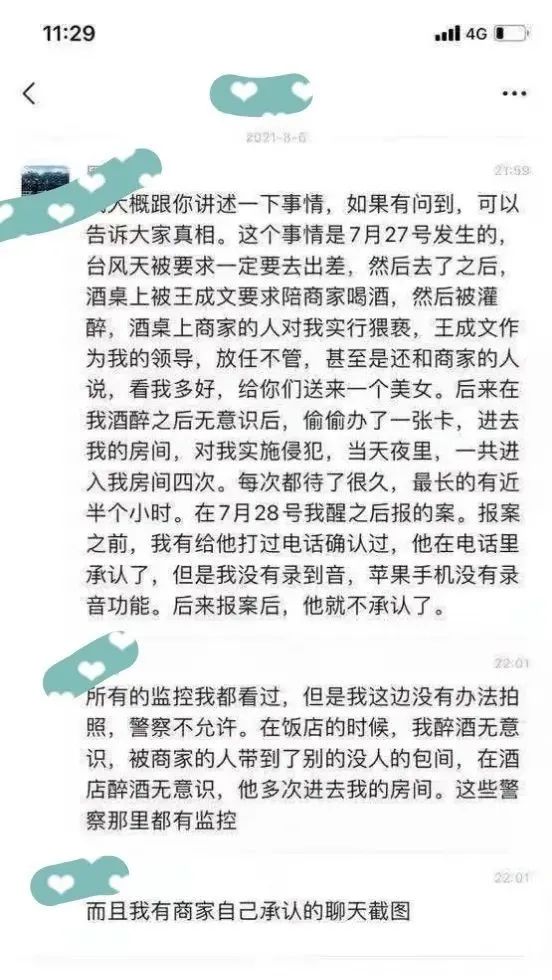 11:29
4G
2021-8-6
21:59
大概跟你讲述一下事情，如果有问到，可以
告诉大家真相。这个事情是7月27号发生的，
台风天被要求一定要去出差，然后去了之后，
酒桌上被王成文要求陪商家喝酒，然后被灌
醉，酒桌上商家的人对我实行猥亵，王成文作
为我的领导，放任不管，甚至是还和商家的人
说，看我多好，给你们送来一个美女。后来在
我酒醉之后无意识后，偷偷办了一张卡，进去
我的房间，对我实施侵犯，当天夜里，一共进
入我房间四次。每次都待了很久，最长的有近
半个小时。在7月28号我醒之后报的案。报案
之前，我有给他打过电话确认过，他在电话里
承认了，但是我没有录到音，苹果手机没有录
音功能。后来报案后，他就不承认了。
22:01
所有的监控我都看过，但是我这边没有办法拍
照，警察不允许。在饭店的时候，我醉酒无意
识，被商家的人带到了别的没人的包间，在酒
店醉酒无意识，他多次进去我的房间。这些警
察那里都有监控
22:01
而且我有商家自己承认的聊天截图